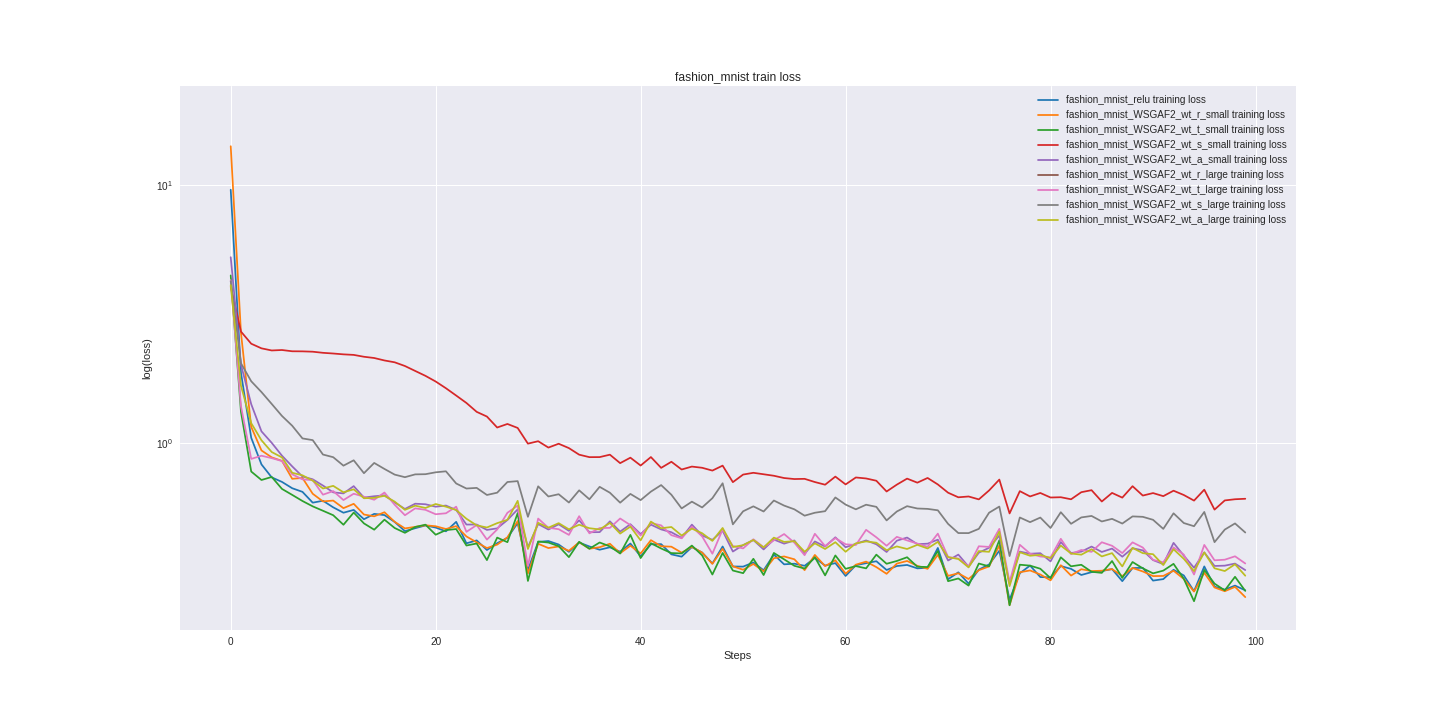 fashion_mnist train loss
fashion_mnist_relu training loss
fashion_mnist_WSGAF2_wt_r_small training loss
fashion_mnist_WSGAF2_wt_t_small training loss
fashion_mnist_WSGAF2_wt_s_small training loss
fashion_mnist_WSGAF2_wt_a_small training loss
fashion_mnist_WSGAF2_wt_r_large training loss
fashion_mnist_WSGAF2_wt_t_large training loss
fashion_mnist_WSGAF2_wt_s_large training loss
fashion_mnist_WSGAF2_wt_a_large training loss
10¹
log(loss)
10⁰
0 20 40 60 80 100
Steps